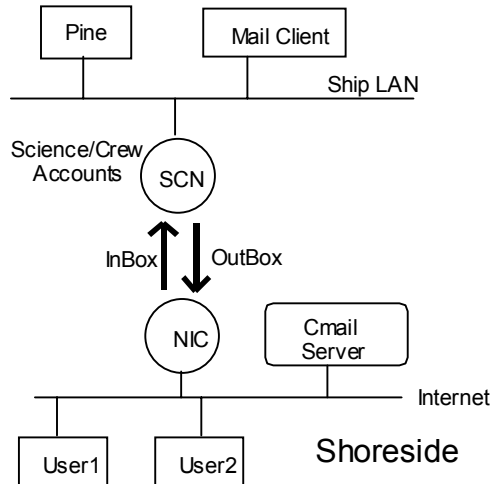 Pine
Mail Client
Ship LAN
Science/Crew
Accounts
SCN
InBox
OutBox
NIC
Cmail
Server
Internet
User1
User2
Shoreside